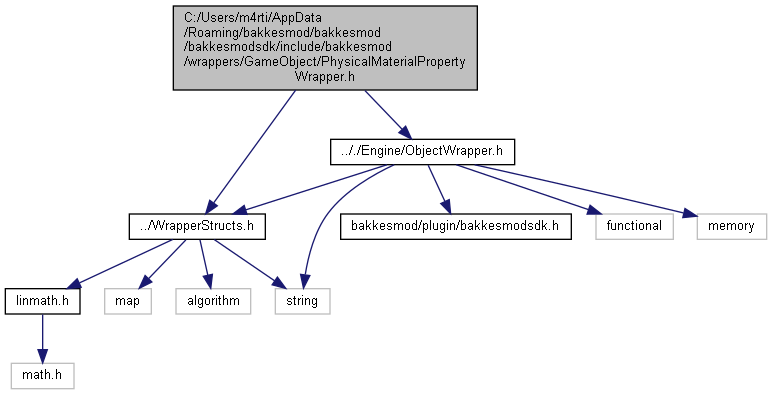 C:/Users/m4rti/AppData
/Roaming/bakkesmod/bakkesmod
/bakkesmodsdk/include/bakkesmod
/wrappers/GameObject/PhysicalMaterialProperty
Wrapper.h
.././Engine/ObjectWrapper.h
../WrapperStructs.h
bakkesmod/plugin/bakkesmodsdk.h
functional
memory
linmath.h
map
algorithm
string
math.h